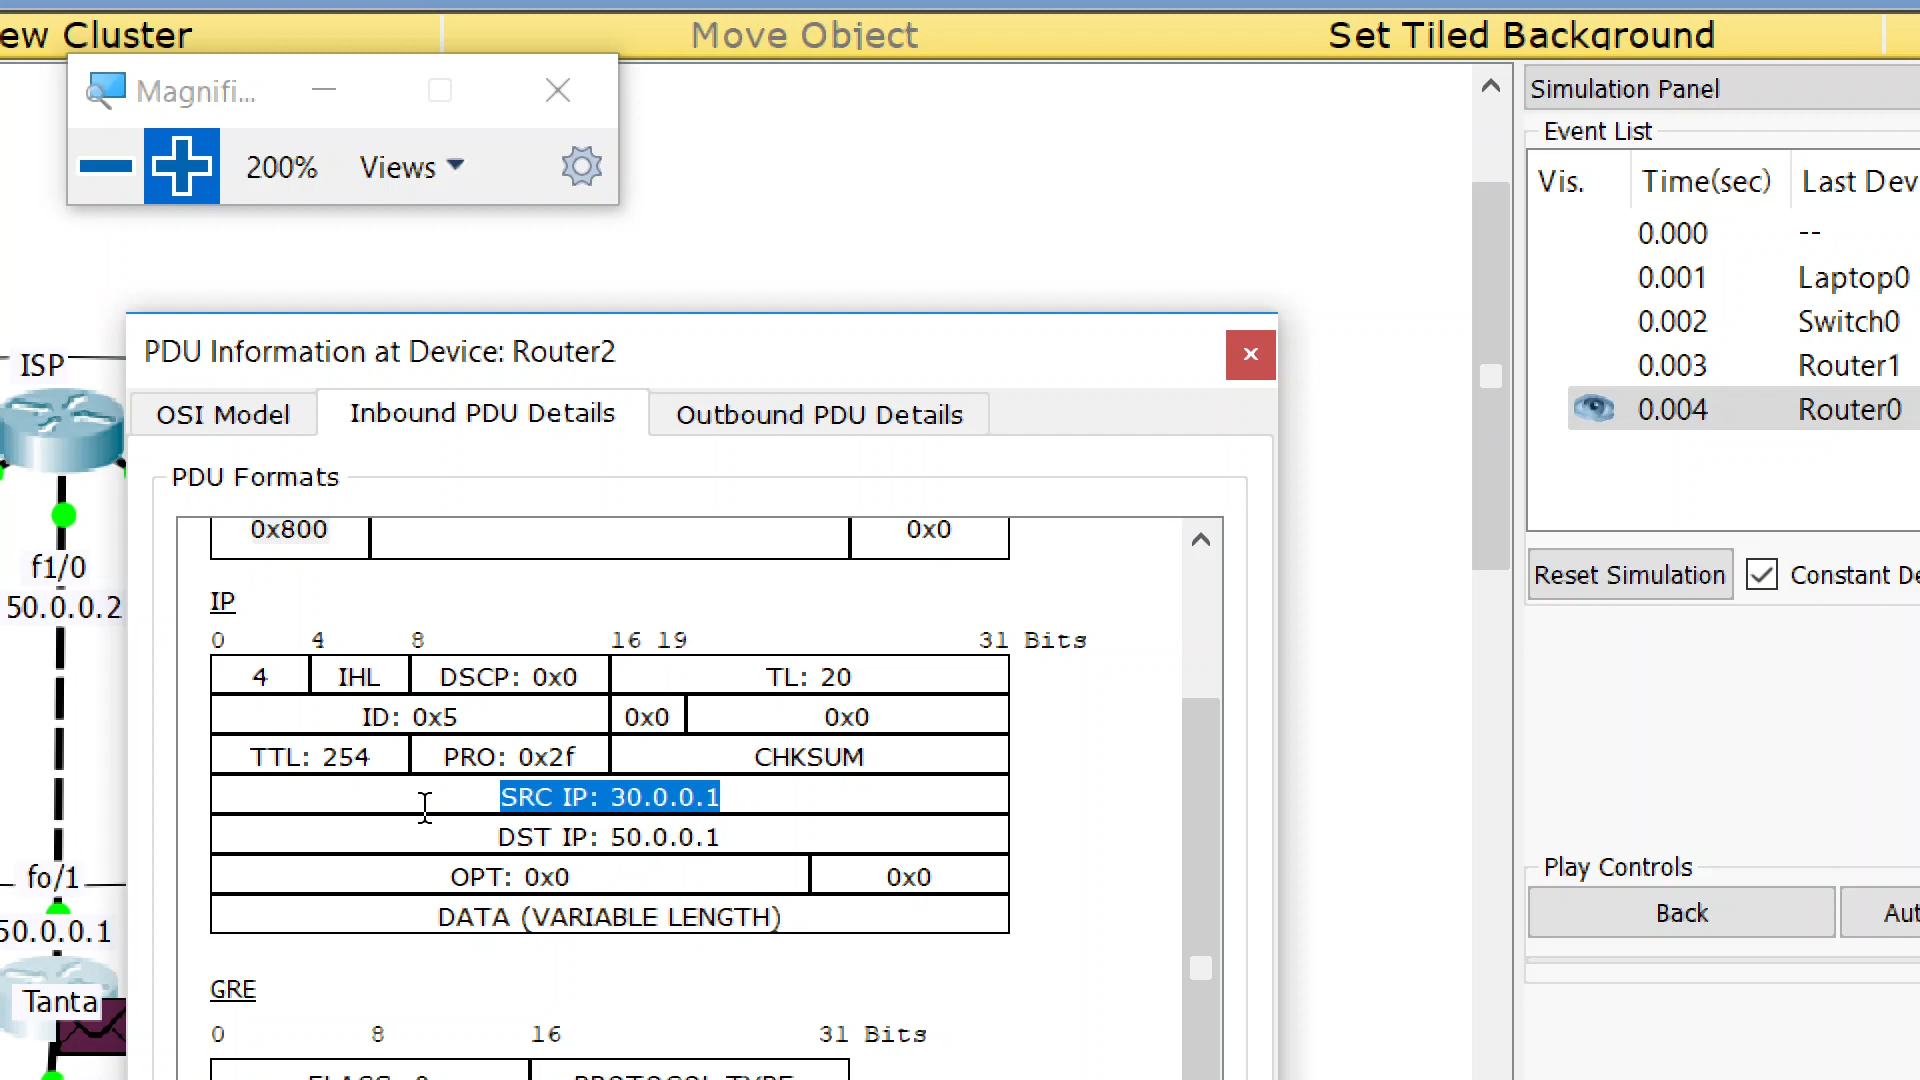 ew Cluster
Move Object
Set Tiled Background
Magnifi...
200%
Views
Simulation Panel
Event List
Vis.
Time(sec)
Last Dev
0.000
--
0.001
Laptop0
0.002
Switch0
0.003
Router1
0.004
Router0
Reset Simulation
Constant De
Play Controls
Back
Aut
ISP
f1/0
50.0.0.2
fo/1
50.0.0.1
Tanta
PDU Information at Device: Router2
OSI Model
Inbound PDU Details
Outbound PDU Details
PDU Formats
0x800
0x0
IP
0 4 8 16 19 31 Bits
4 IHL DSCP: 0x0 TL: 20
ID: 0x5 0x0 0x0
TTL: 254 PRO: 0x2f CHKSUM
SRC IP: 30.0.0.1
DST IP: 50.0.0.1
OPT: 0x0 0x0
DATA (VARIABLE LENGTH)
GRE
0 8 16 31 Bits
FLAGS: 0 PROTOCOL TYPE